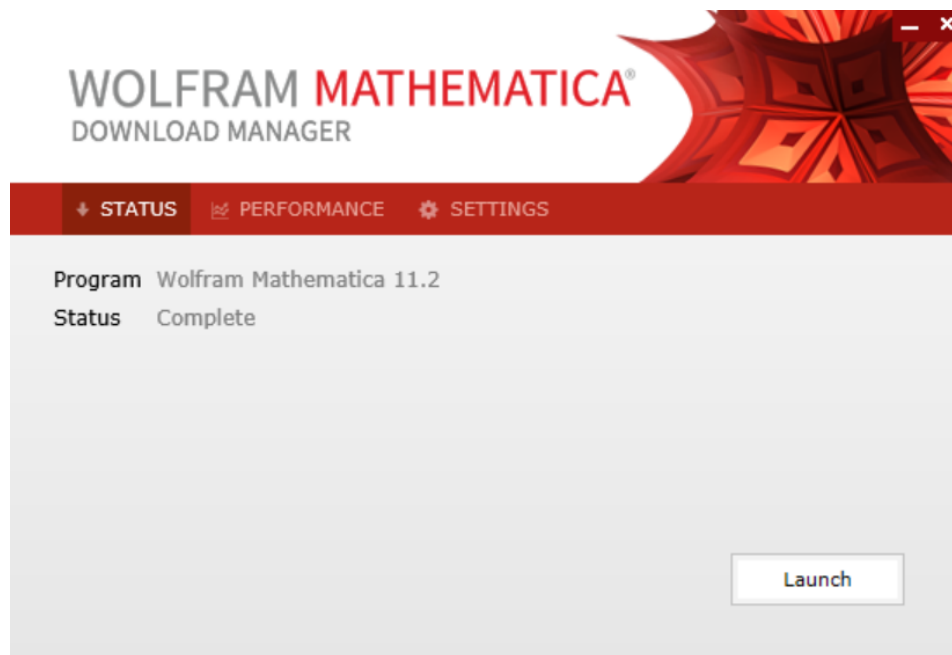 WOLFRAM MATHEMATICA®
DOWNLOAD MANAGER
STATUS PERFORMANCE SETTINGS
Program Wolfram Mathematica 11.2
Status Complete
Launch